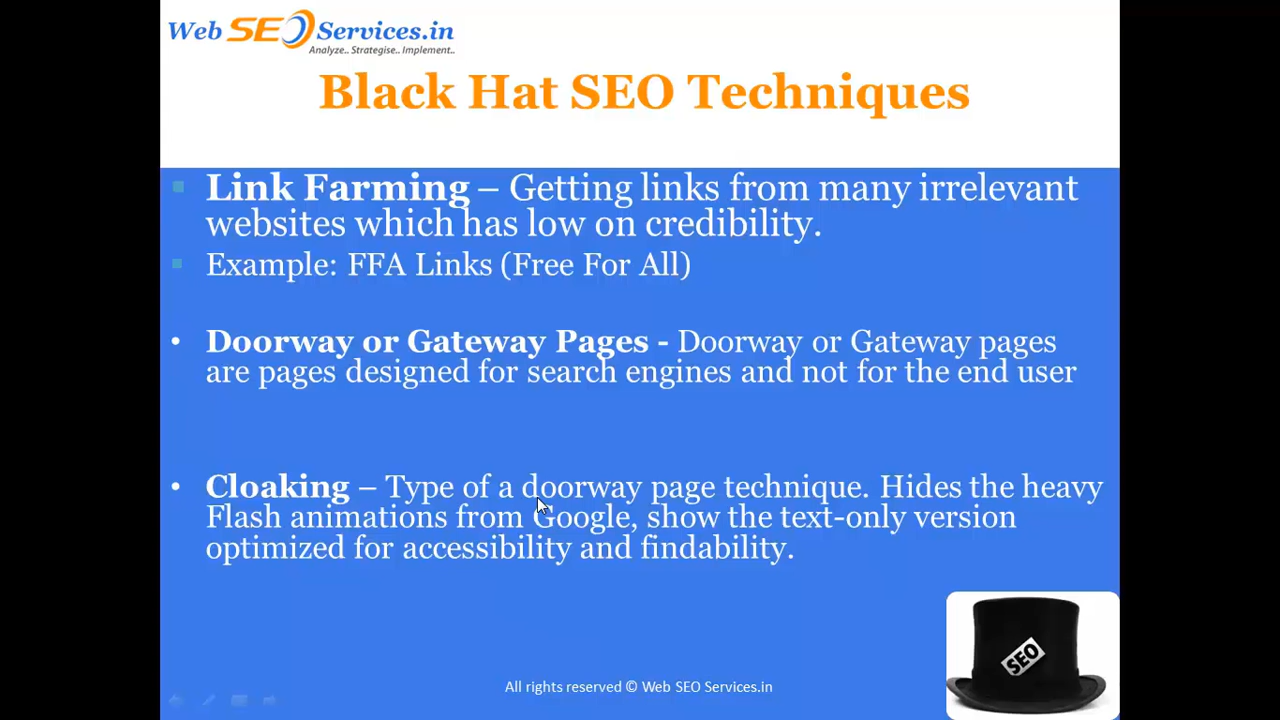 Web SEO Services.in
Analyze.. Strategise.. Implement..
Black Hat SEO Techniques
Link Farming – Getting links from many irrelevant
websites which has low on credibility.
Example: FFA Links (Free For All)
Doorway or Gateway Pages - Doorway or Gateway pages
are pages designed for search engines and not for the end user
Cloaking – Type of a doorway page technique. Hides the heavy
Flash animations from Google, show the text-only version
optimized for accessibility and findability.
SEO
All rights reserved © Web SEO Services.in